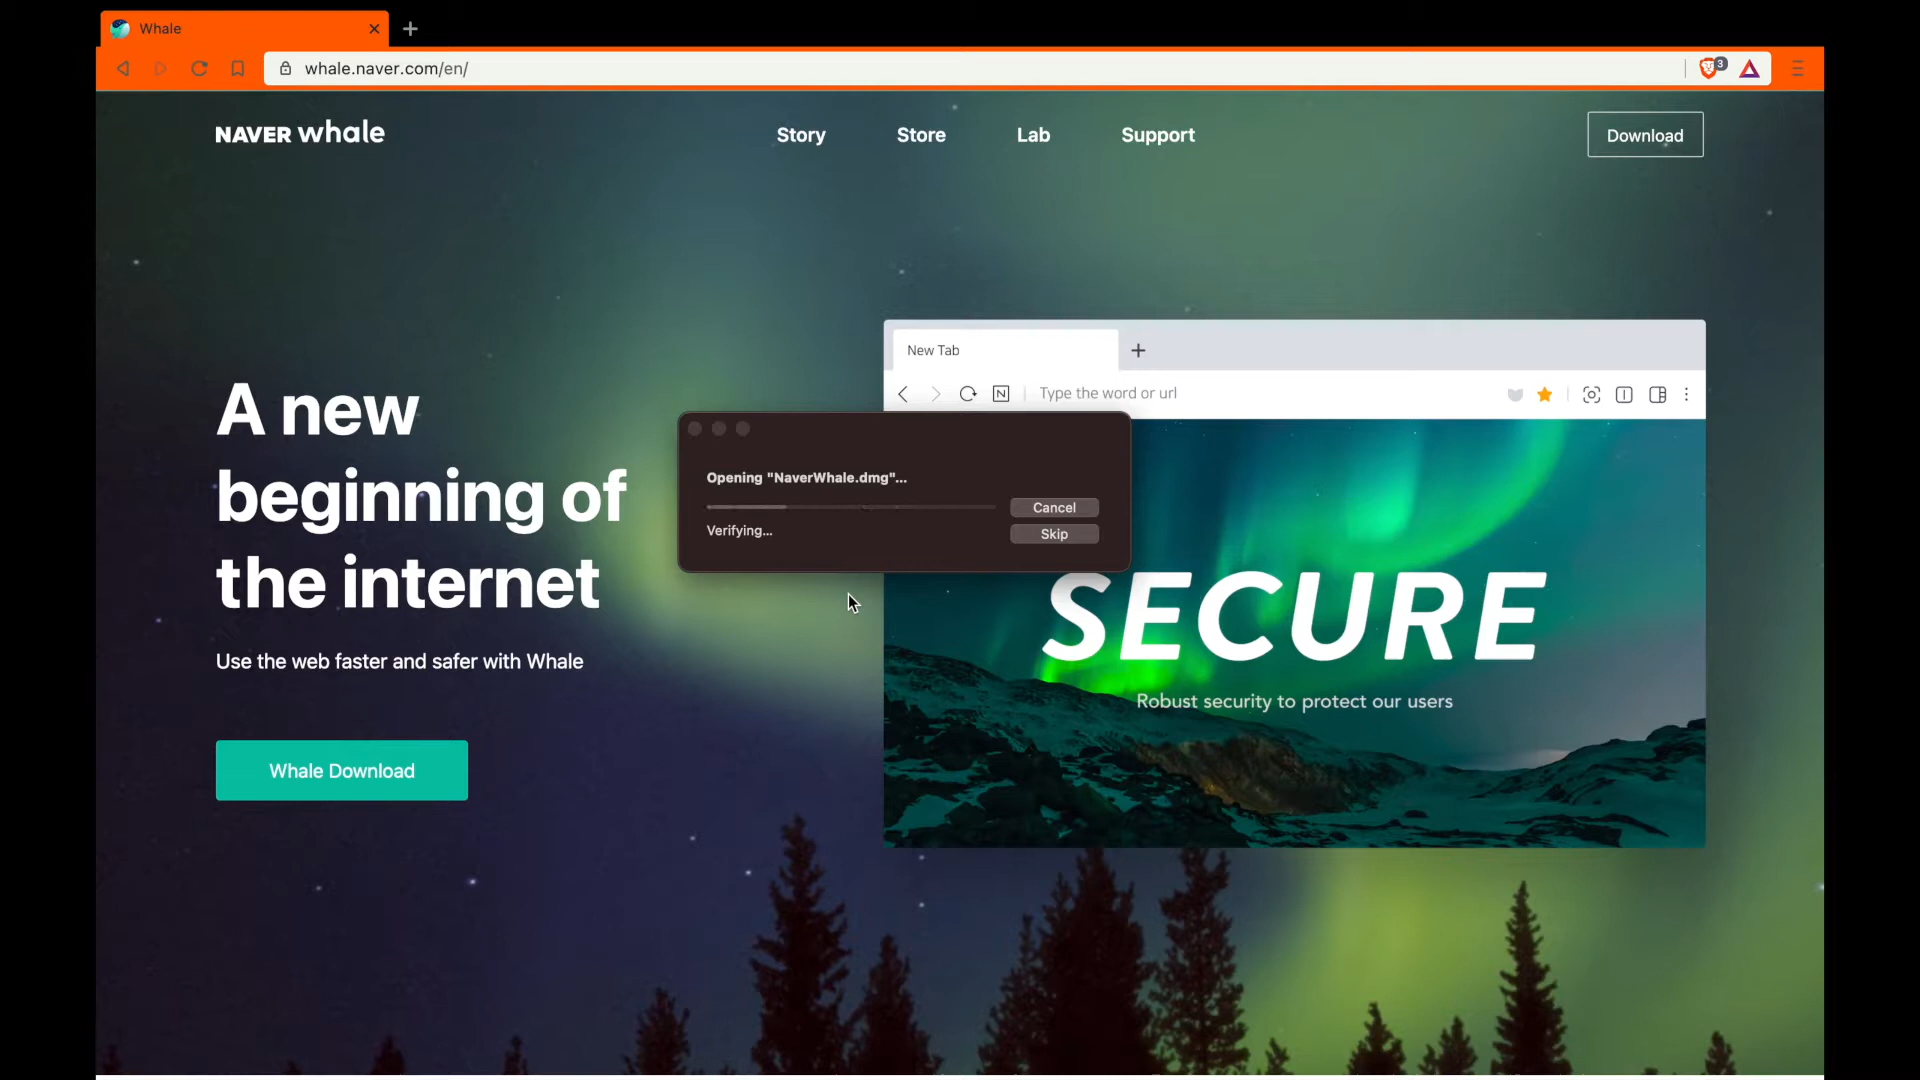 Whale
whale.naver.com/en/
3
NAVER whale
Story
Store
Lab
Support
Download
New Tab
N
Type the word or url
Opening "NaverWhale.dmg"...
Cancel
Verifying...
Skip
A new
beginning of
the internet
Use the web faster and safer with Whale
Whale Download
SECURE
Robust security to protect our users